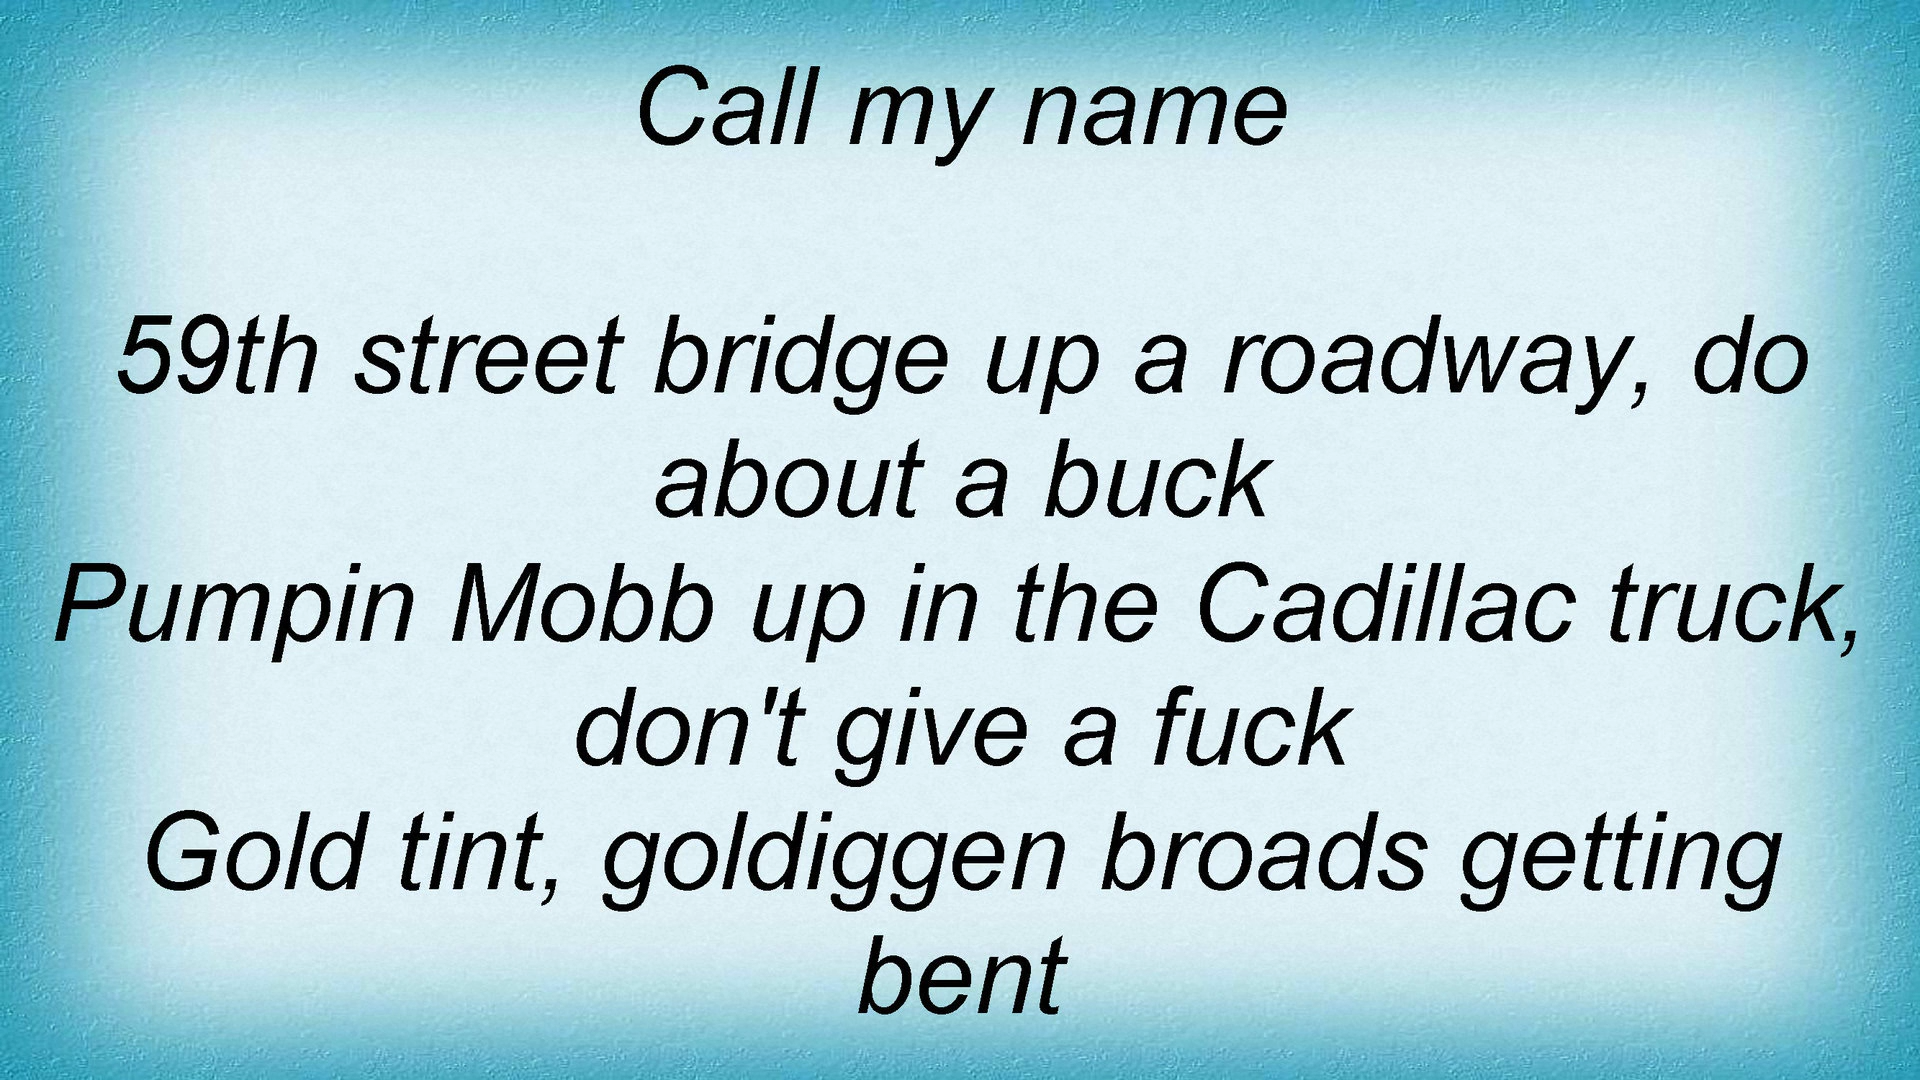 Call my name
59th street bridge up a roadway, do
about a buck
Pumpin Mobb up in the Cadillac truck,
don't give a fuck
Gold tint, goldiggen broads getting
bent